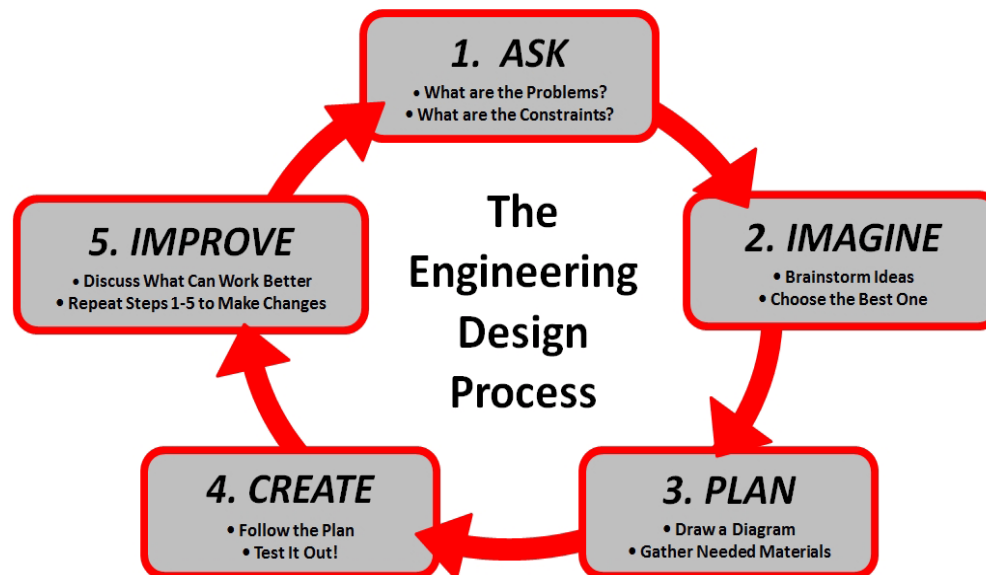 1. ASK
• What are the Problems?
• What are the Constraints?
The
Engineering
Design
Process
2. IMAGINE
• Brainstorm Ideas
• Choose the Best One
3. PLAN
• Draw a Diagram
• Gather Needed Materials
4. CREATE
• Follow the Plan
• Test It Out!
5. IMPROVE
• Discuss What Can Work Better
• Repeat Steps 1-5 to Make Changes